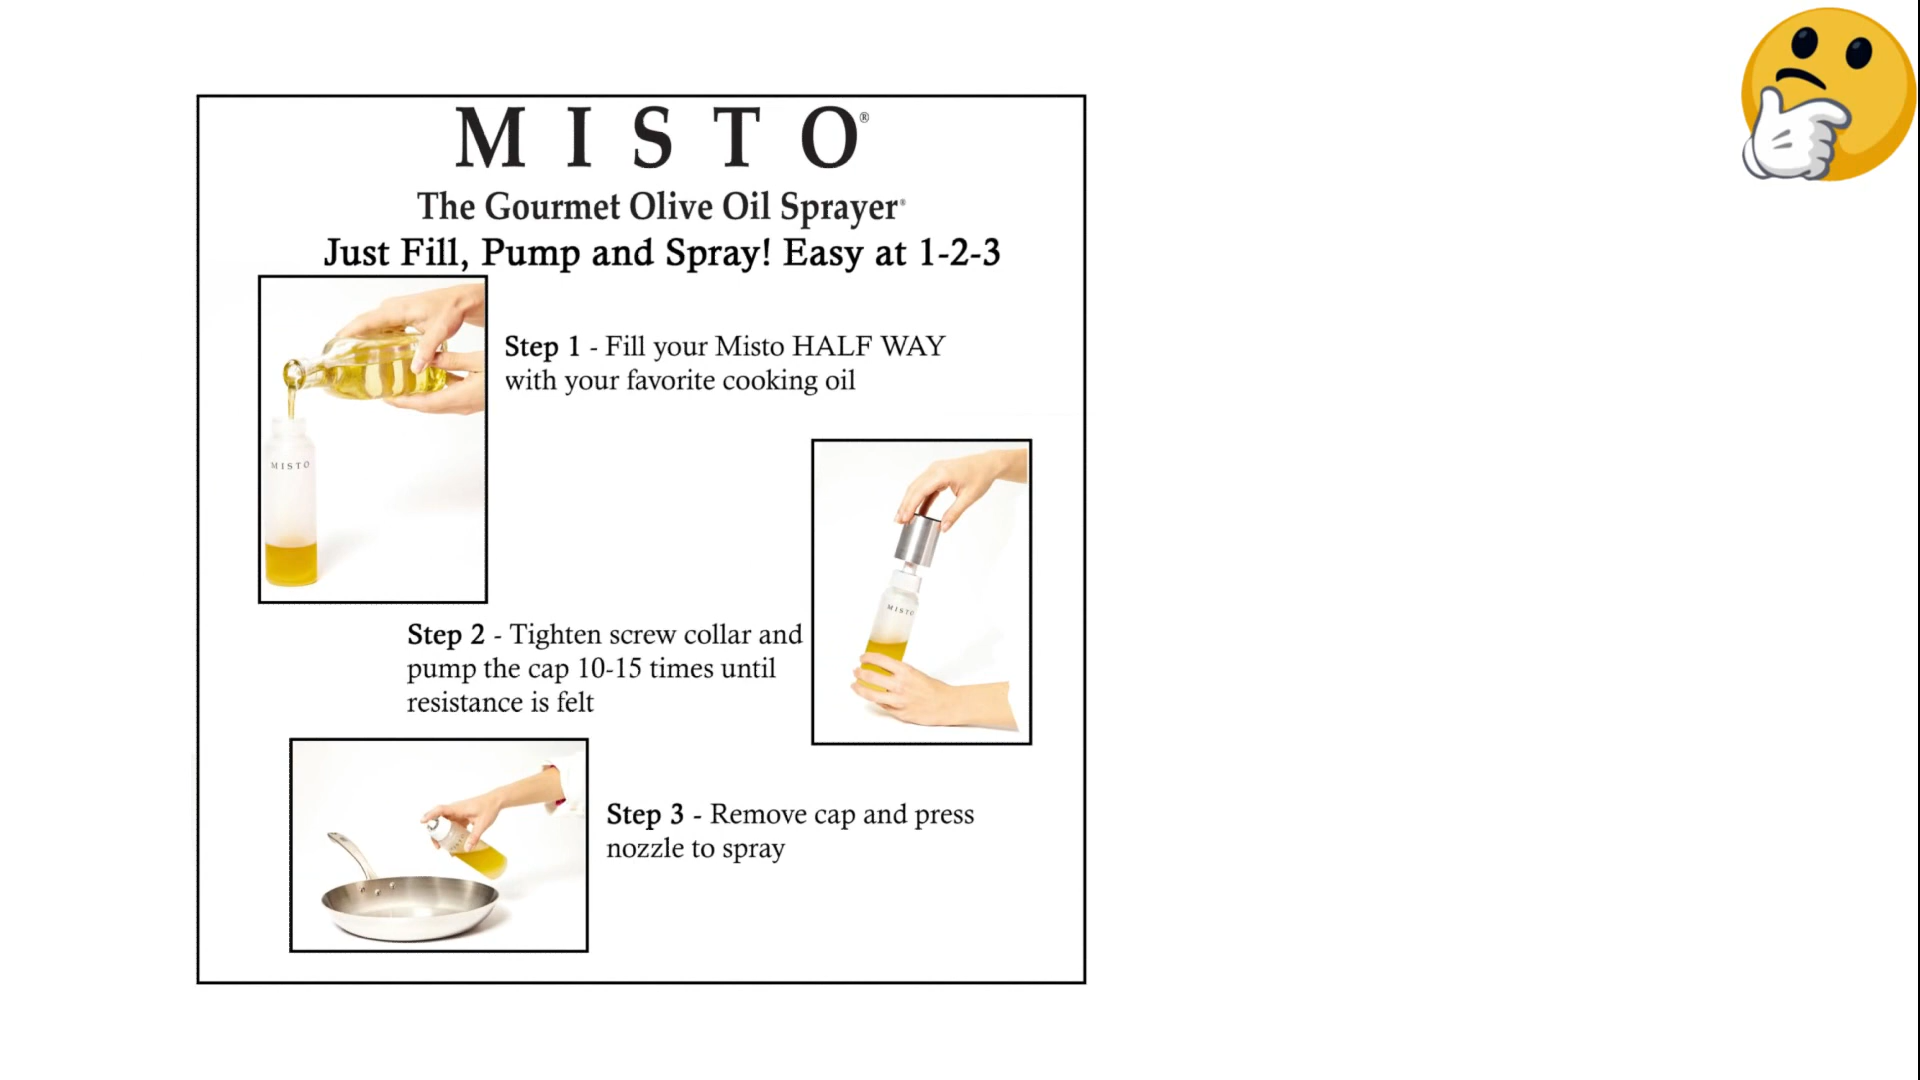 M I S T O®
The Gourmet Olive Oil Sprayer®
Just Fill, Pump and Spray! Easy at 1-2-3
Step 1 - Fill your Misto HALF WAY
with your favorite cooking oil
MISTO
MISTO
Step 2 - Tighten screw collar and
pump the cap 10-15 times until
resistance is felt
Step 3 - Remove cap and press
nozzle to spray